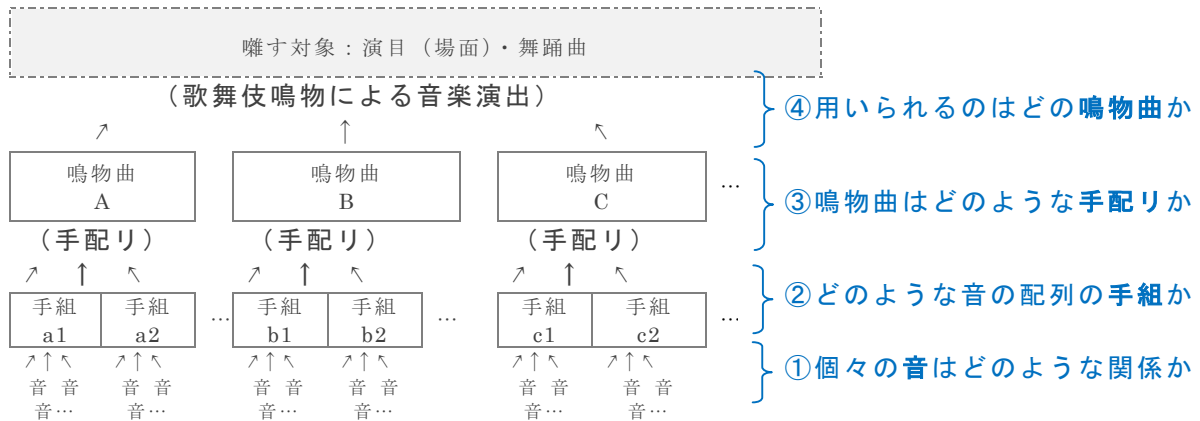 囃す対象：演目（場面）・舞踊曲
（歌舞伎鳴物による音楽演出）
④用いられるのはどの鳴物曲か
↗ ↑ ↖
鳴物曲 鳴物曲 鳴物曲
A B C …
③鳴物曲はどのような手配リか
（手配リ） （手配リ） （手配リ）
↗ ↑ ↖ ↗ ↑ ↖ ↗ ↑ ↖
手組 手組 手組 手組 手組 手組
a1 a2 … b1 b2 … c1 c2 …
②どのような音の配列の手組か
↗↑↖ ↗↑↖ ↗↑↖ ↗↑↖ ↗↑↖ ↗↑↖
①個々の音はどのような関係か
音 音 音 音 音 音 音 音 音 音 音 音
音… 音… 音… 音… 音… 音…